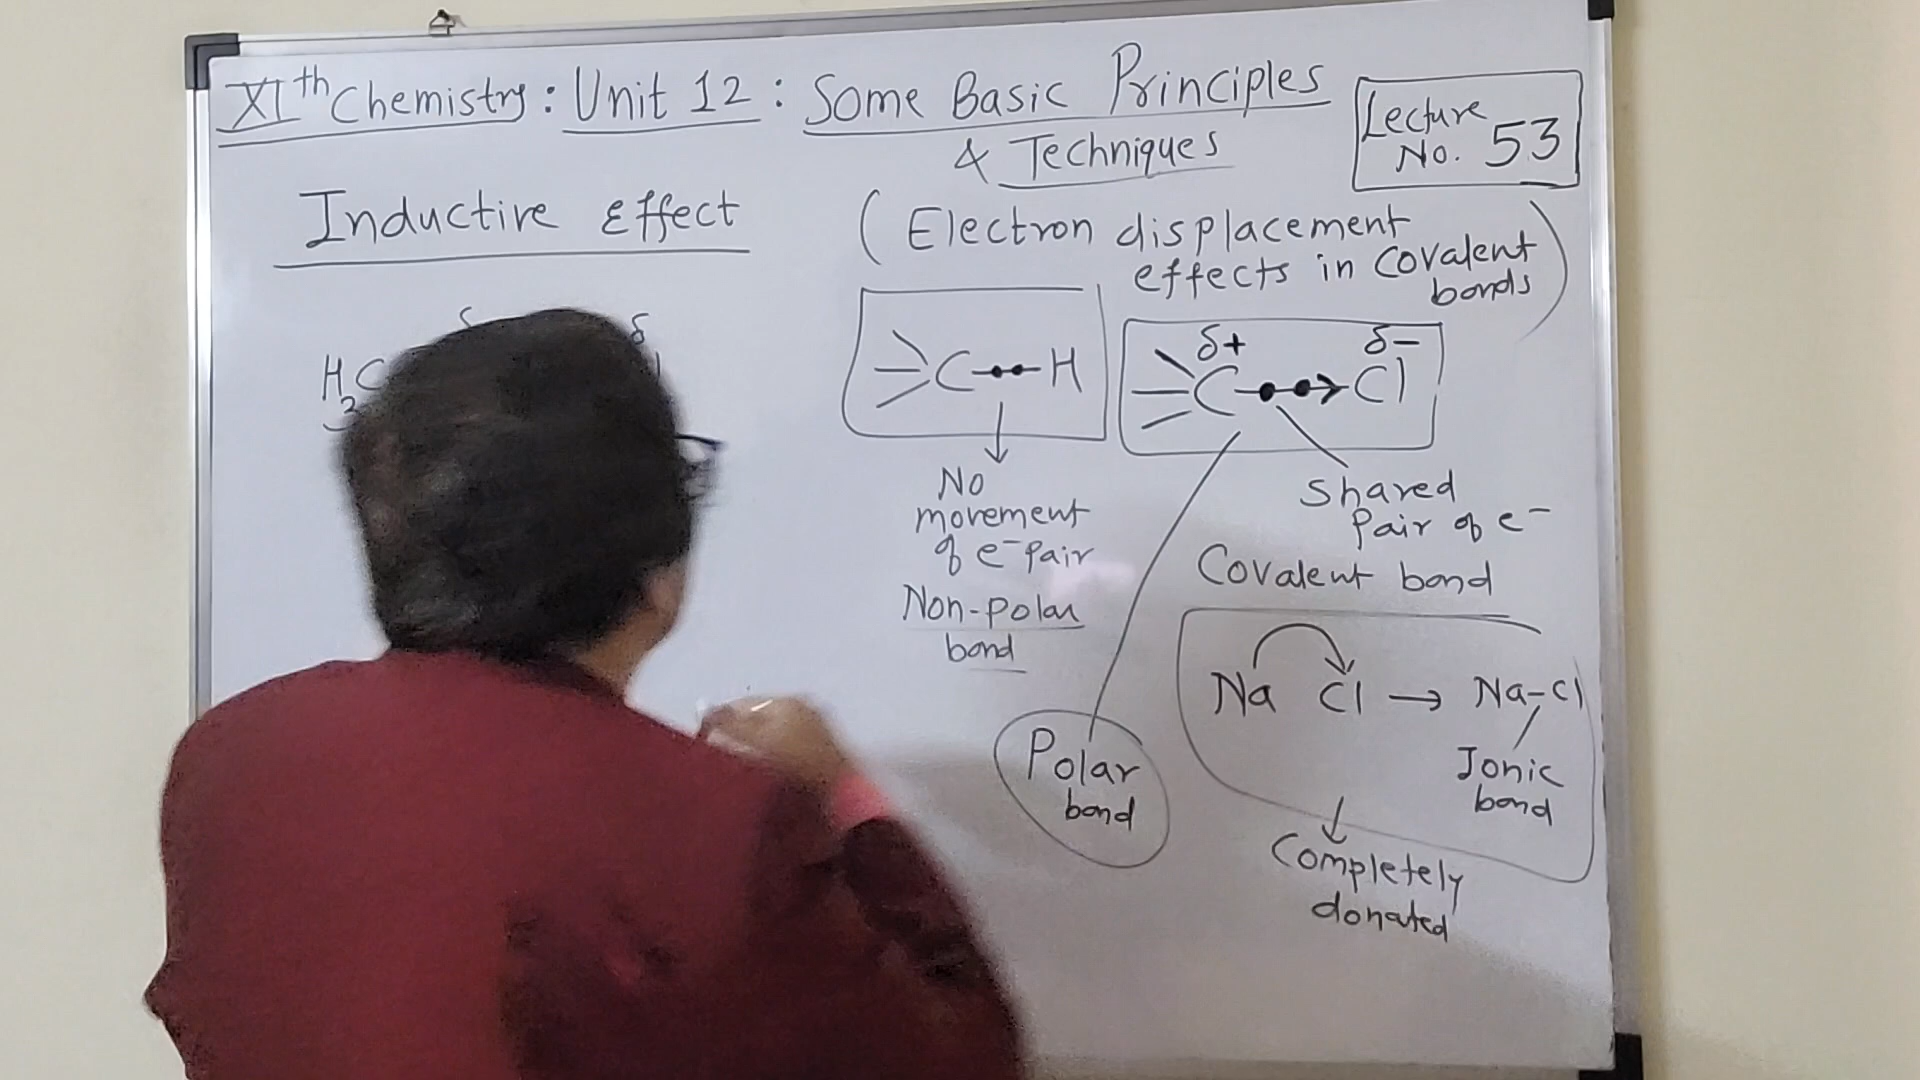 XIth Chemistry: Unit 12: Some Basic Principles
& Techniques
Lecture
No. 53
Inductive Effect
(Electron displacement
effects in Covalent
bonds)
δ δ
H3C
C••H
δ+ δ-
C••→Cl
No
movement
of e- pair
Non-polar
bond
Shared
Pair of e-
Covalent bond
Polar
bond
Na Cl → Na-Cl
Ionic
bond
Completely
donated